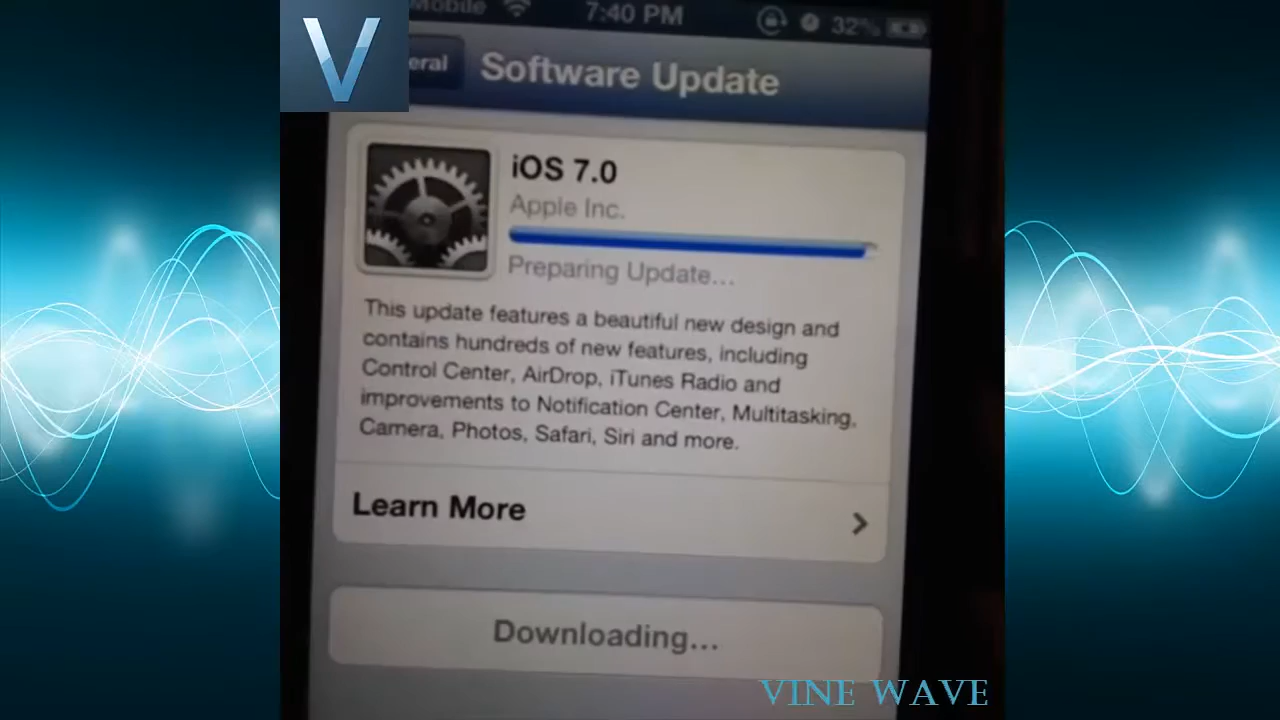 Mobile 7:40 PM 32%
eral Software Update
V
iOS 7.0
Apple Inc.
Preparing Update...
This update features a beautiful new design and
contains hundreds of new features, including
Control Center, AirDrop, iTunes Radio and
improvements to Notification Center, Multitasking,
Camera, Photos, Safari, Siri and more.
Learn More
Downloading...
VINE WAVE